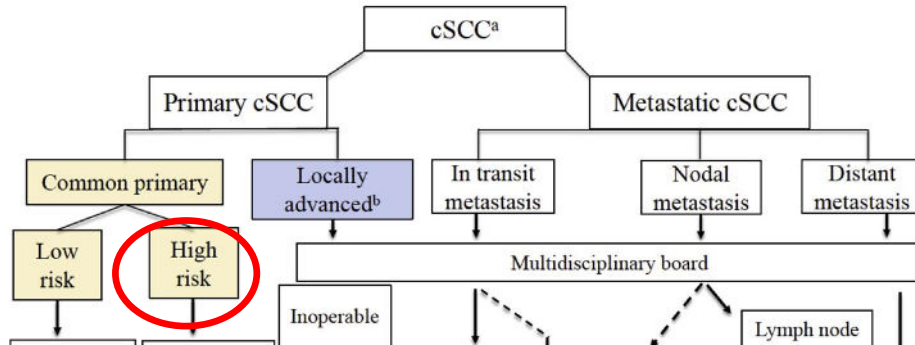 cSCCᵃ
Primary cSCC
Metastatic cSCC
Common primary
Locally
advancedᵇ
In transit
metastasis
Nodal
metastasis
Distant
metastasis
Low
risk
High
risk
Multidisciplinary board
Inoperable
Lymph node